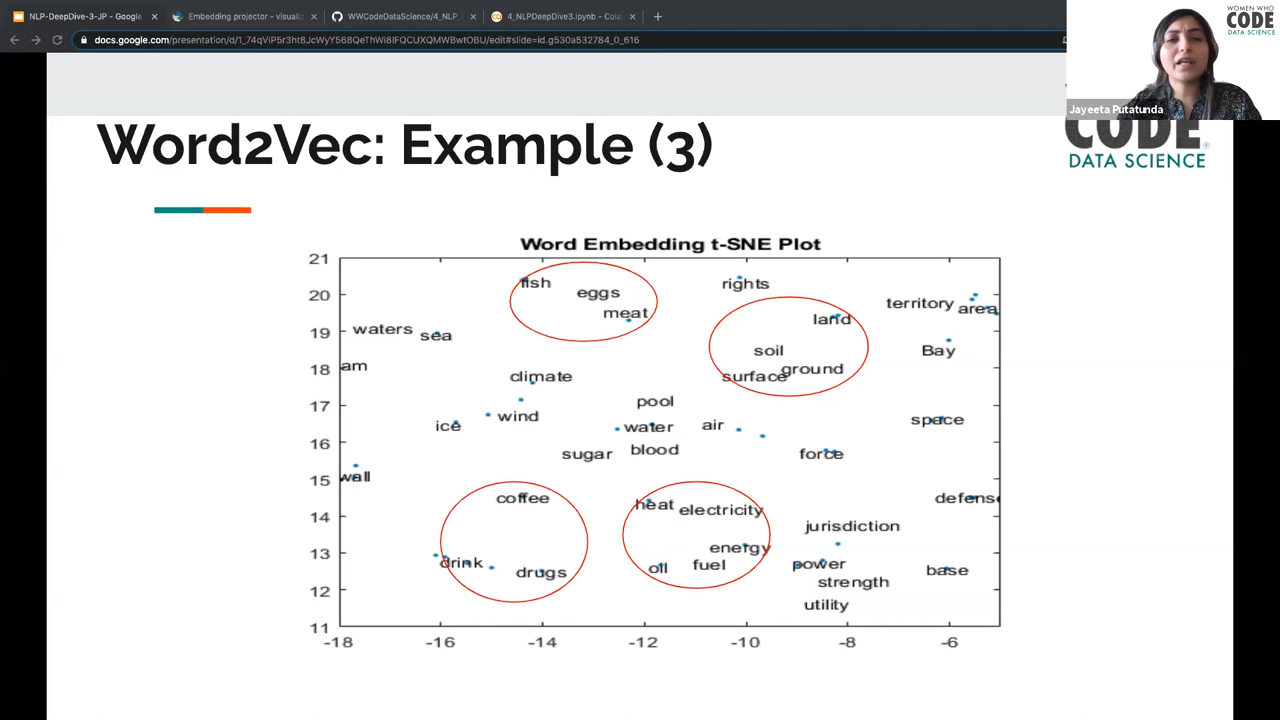 NLP-DeepDive-3-JP - Google
Embedding projector - visuali
WWCodeDataScience/4_NLP_
4_NLPDeepDive3.ipynb - Cola
docs.google.com/presentation/d/1_74qViP5r3ht8JcWyY568QeThWi8IFQCUXQMWBwtOBU/edit#slide=id.g530a532784_0_616
WOMEN WHO
CODE
DATA SCIENCE
Jayeeta Putatunda
CODE
DATA SCIENCE
Word2Vec: Example (3)
Word Embedding t-SNE Plot
21
fish
rights
eggs
20
territory
area
meat
land
19
waters
sea
soil
Bay
18
am
ground
climate
surface
17
pool
wind
space
ice
water
air
16
sugar
blood
force
15
wall
coffee
defense
heat
electricity
14
jurisdiction
energy
13
drink
oil
fuel
power
drugs
base
strength
12
utility
11
-18
-16
-14
-12
-10
-8
-6